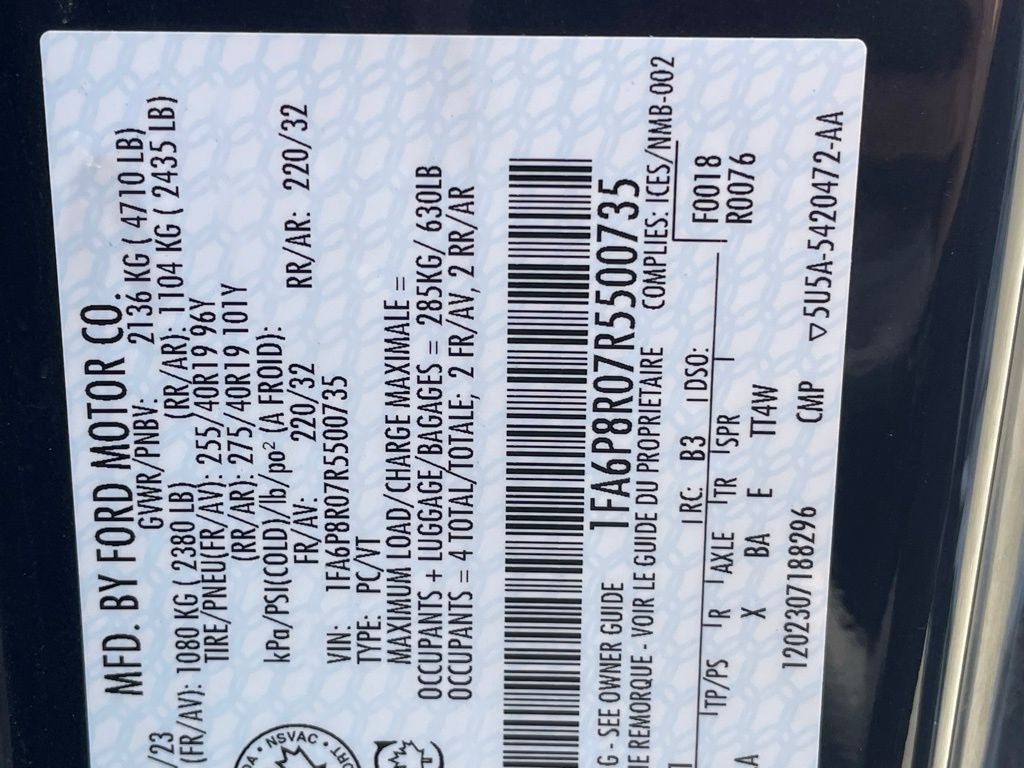 MFD. BY FORD MOTOR CO.
/23 GVWR/PNBV: 2136 KG ( 4710 LB)
(FR/AV): 1080 KG ( 2380 LB) (RR/AR): 1104 KG ( 2435 LB)
TIRE/PNEU(FR/AV): 255/40R19 96Y
(RR/AR): 275/40R19 101Y
kPa/PSI(COLD)/lb/po² (A FROID):
FR/AV: 220/32 RR/AR: 220/32
VIN: 1FA6P8R07R5500735
TYPE: PC/VT
MAXIMUM LOAD/CHARGE MAXIMALE =
OCCUPANTS + LUGGAGE/BAGAGES = 285KG/ 630LB
OCCUPANTS = 4 TOTAL/TOTALE; 2 FR/AV, 2 RR/AR
NSVAC
1FA6P8R07R5500735
G - SEE OWNER GUIDE
E REMORQUE - VOIR LE GUIDE DU PROPRIETAIRE COMPLIES: ICES/NMB-002
RC: B3 DSO: F0018
R0076
TP/PS R AXLE TR SPR
X BA E TT4W
1202307188296 CMP ▽5U5A-5420472-AA